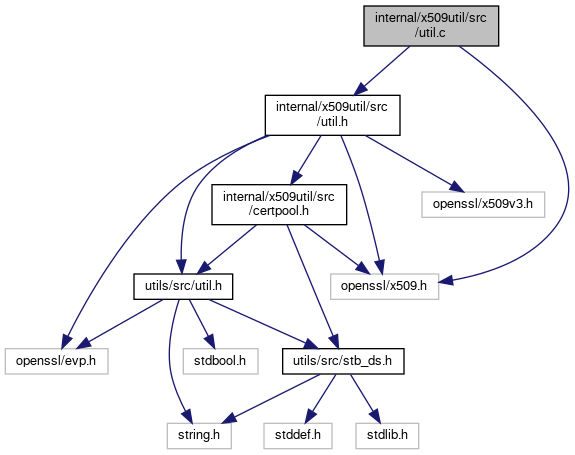 internal/x509util/src
/util.c
internal/x509util/src
/util.h
internal/x509util/src
/certpool.h
openssl/x509v3.h
utils/src/util.h
openssl/x509.h
openssl/evp.h
stdbool.h
utils/src/stb_ds.h
string.h
stddef.h
stdlib.h